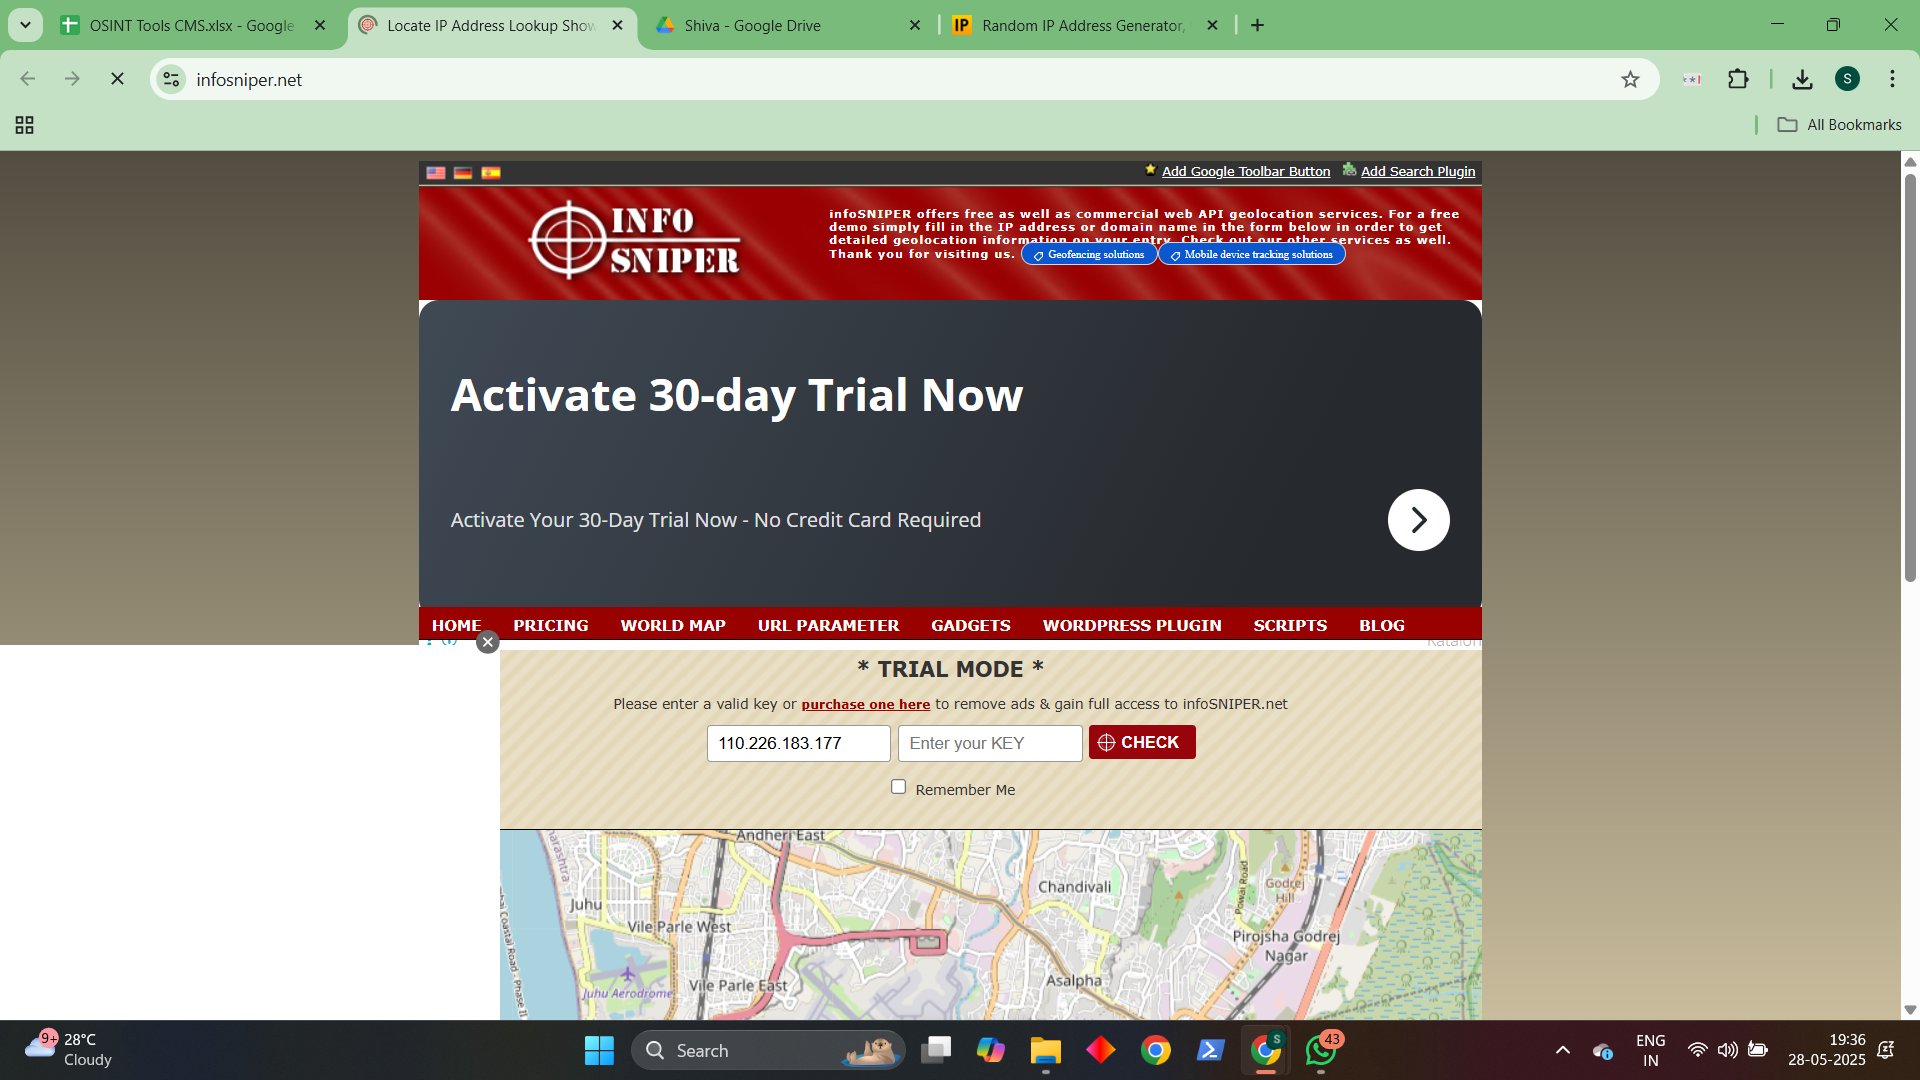 OSINT Tools CMS.xlsx - Google
Locate IP Address Lookup Show
Shiva - Google Drive
IP
Random IP Address Generator,
infosniper.net
S
All Bookmarks
Add Google Toolbar Button
Add Search Plugin
INFO
SNIPER
infoSNIPER offers free as well as commercial web API geolocation services. For a free
demo simply fill in the IP address or domain name in the form below in order to get
detailed geolocation information on your entry. Check out our other services as well.
Thank you for visiting us.
Geofencing solutions
Mobile device tracking solutions
Activate 30-day Trial Now
Activate Your 30-Day Trial Now - No Credit Card Required
HOME
PRICING
WORLD MAP
URL PARAMETER
GADGETS
WORDPRESS PLUGIN
SCRIPTS
BLOG
Katalon
* TRIAL MODE *
Please enter a valid key or purchase one here to remove ads & gain full access to infoSNIPER.net
110.226.183.177
Enter your KEY
CHECK
Remember Me
Andheri East
Chandivali
Powai Road
Godrej
Hill
Juhu
Vile Parle West
Pirojsha Godrej
Nagar
Asalpha
Vile Parle East
Juhu Aerodrome
9+
28°C
Cloudy
Search
S
43
ENG
IN
19:36
28-05-2025